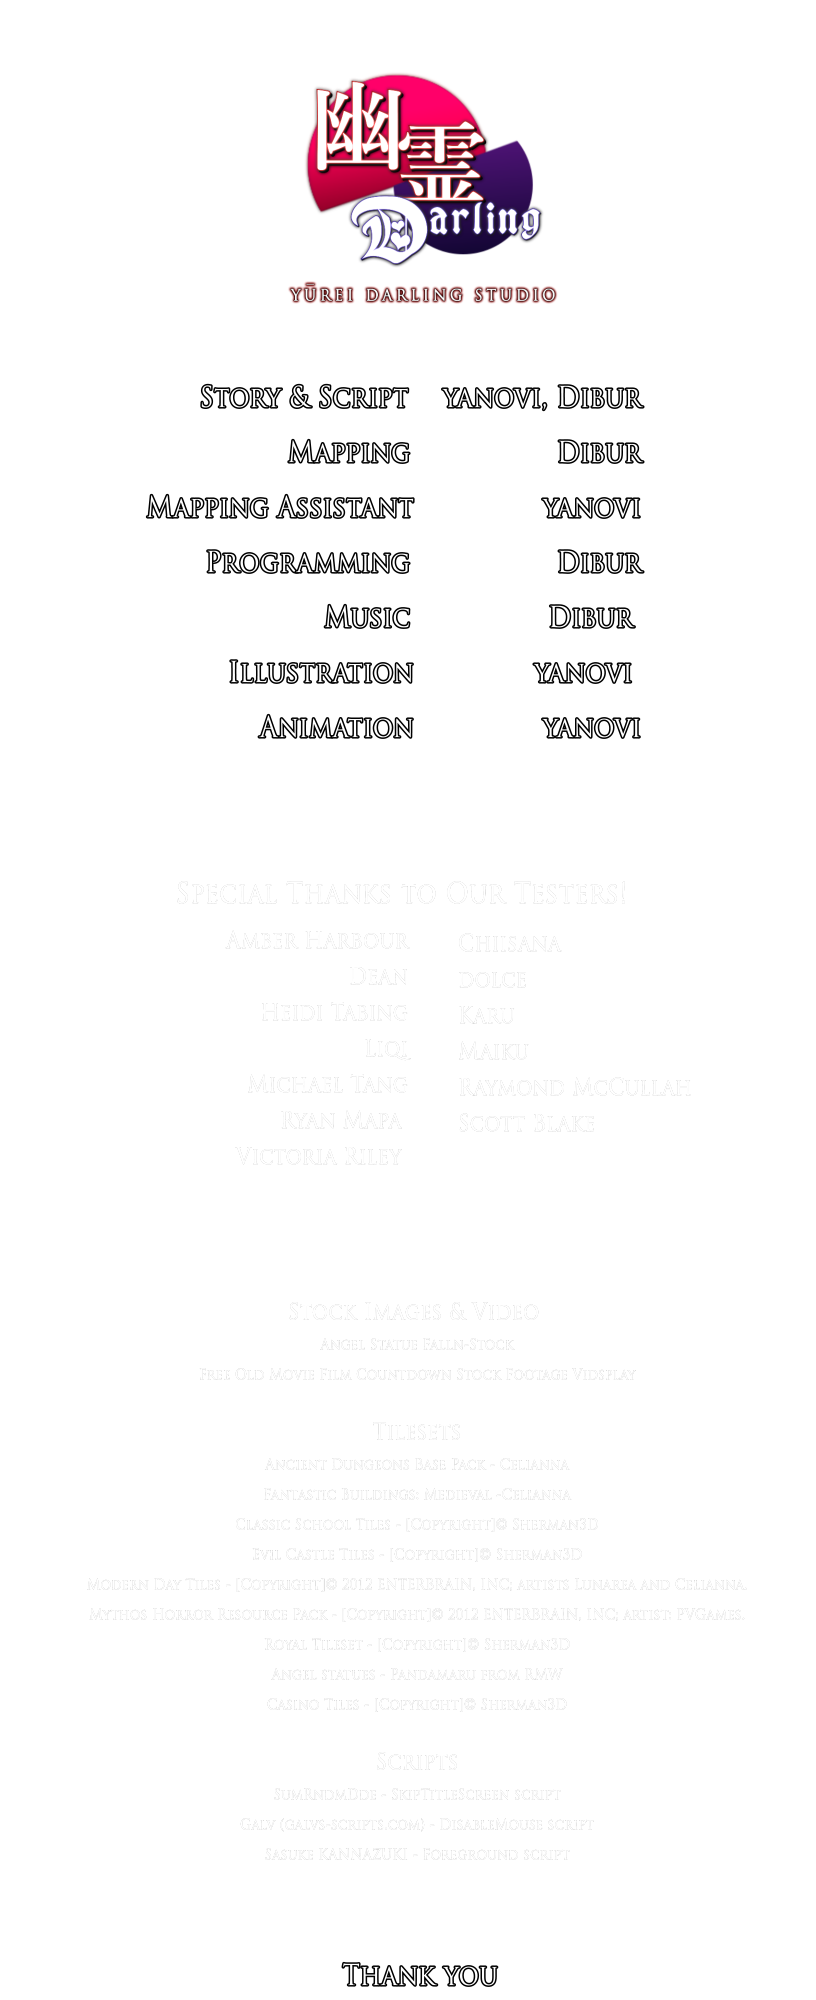 幽霊
Darling
YŪREI DARLING STUDIO
Story & Script yanovi, Dibur
Mapping Dibur
Mapping Assistant yanovi
Programming Dibur
Music Dibur
Illustration yanovi
Animation yanovi
Special Thanks to Our Testers!
Amber Harbour Chiisana
Dean dolce
Heidi Tabing Karu
Liqi Maiku
Michael Tang Raymond McCullah
Ryan Mapa Scott Blake
Victoria Riley
Stock Images & Video
Angel Statue Falln-Stock
Free Old Movie Film Countdown Stock Footage Vidsplay
Tilesets
Ancient Dungeons Base Pack - Celianna
Fantastic Buildings: Medieval -Celianna
Classic School Tiles - [Copyright]© Sherman3D
Evil Castle Tiles - [Copyright]© Sherman3D
Modern Day Tiles - [Copyright]© 2012 ENTERBRAIN, INC; artists Lunarea and Celianna.
Mythos Horror Resource Pack - [Copyright]© 2012 ENTERBRAIN, INC; artist: PVGames.
Royal Tileset - [Copyright]© Sherman3D
Angel statues - Pandamaru from RMW
Casino Tiles - [Copyright]© Sherman3D
Scripts
SumRndmDde - SkipTitleScreen script
Galv (galvs-scripts.com) - DisableMouse script
Sasuke KANNAZUKI - Foreground script
Thank you